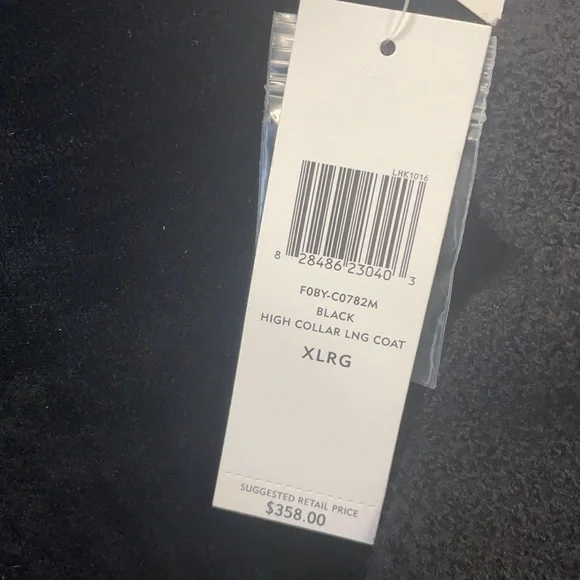 LHK1016
8 28486 23040 3
F0BY-C0782M
BLACK
HIGH COLLAR LNG COAT
XLRG
SUGGESTED RETAIL PRICE
$358.00